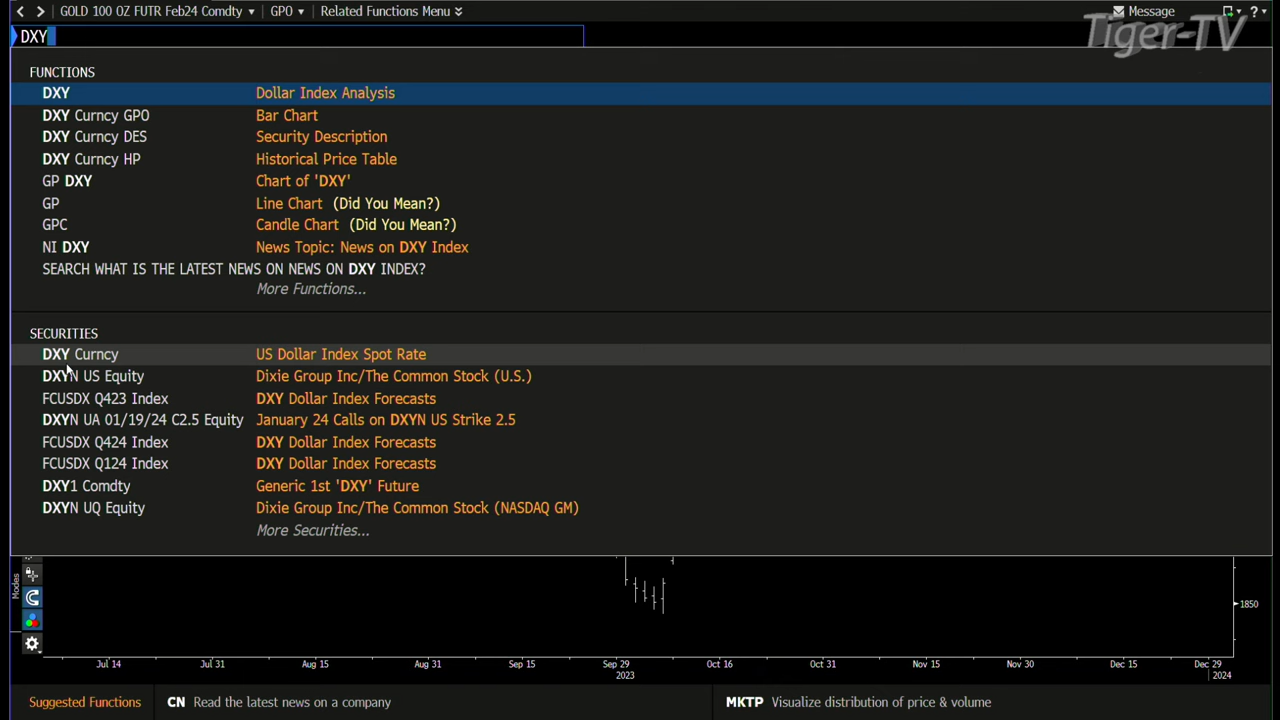 GOLD 100 OZ FUTR Feb24 Comdty GPO Related Functions Menu Message ?
Tiger-TV
DXY
FUNCTIONS
DXY Dollar Index Analysis
DXY Curncy GPO Bar Chart
DXY Curncy DES Security Description
DXY Curncy HP Historical Price Table
GP DXY Chart of 'DXY'
GP Line Chart (Did You Mean?)
GPC Candle Chart (Did You Mean?)
NI DXY News Topic: News on DXY Index
SEARCH WHAT IS THE LATEST NEWS ON NEWS ON DXY INDEX?
More Functions...
SECURITIES
DXY Curncy US Dollar Index Spot Rate
DXYN US Equity Dixie Group Inc/The Common Stock (U.S.)
FCUSDX Q423 Index DXY Dollar Index Forecasts
DXYN UA 01/19/24 C2.5 Equity January 24 Calls on DXYN US Strike 2.5
FCUSDX Q424 Index DXY Dollar Index Forecasts
FCUSDX Q124 Index DXY Dollar Index Forecasts
DXY1 Comdty Generic 1st 'DXY' Future
DXYN UQ Equity Dixie Group Inc/The Common Stock (NASDAQ GM)
More Securities...
Modes
1850
Jul 14 Jul 31 Aug 15 Aug 31 Sep 15 Sep 29 Oct 16 Oct 31 Nov 15 Nov 30 Dec 15 Dec 29
2023 2024
Suggested Functions CN Read the latest news on a company MKTP Visualize distribution of price & volume